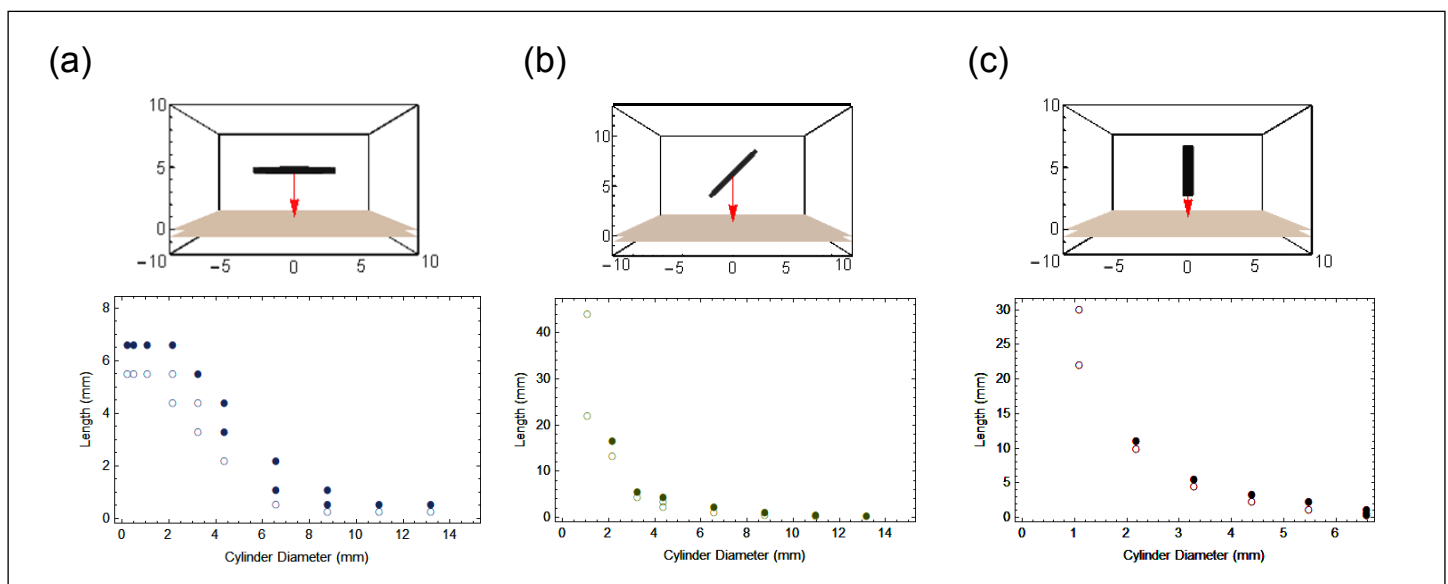 (a) (b) (c)
10 10 10
5 5 5
0 0 0
−10 −5 0 5 10
−10 −5 0 5 10
−10 −5 0 5 10
8
6
4
2
0
Length (mm)
0 2 4 6 8 10 12 14
Cylinder Diameter (mm)
40
30
20
10
0
Length (mm)
0 2 4 6 8 10 12 14
Cylinder Diameter (mm)
30
25
20
15
10
5
0
Length (mm)
0 1 2 3 4 5 6
Cylinder Diameter (mm)